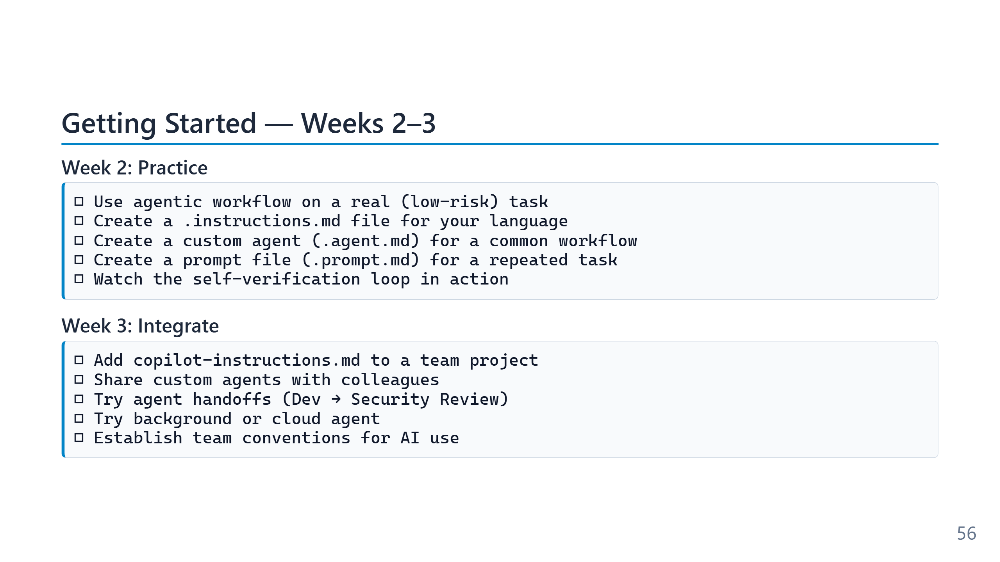 Getting Started — Weeks 2–3
Week 2: Practice
□ Use agentic workflow on a real (low-risk) task
□ Create a .instructions.md file for your language
□ Create a custom agent (.agent.md) for a common workflow
□ Create a prompt file (.prompt.md) for a repeated task
□ Watch the self-verification loop in action
Week 3: Integrate
□ Add copilot-instructions.md to a team project
□ Share custom agents with colleagues
□ Try agent handoffs (Dev → Security Review)
□ Try background or cloud agent
□ Establish team conventions for AI use
56